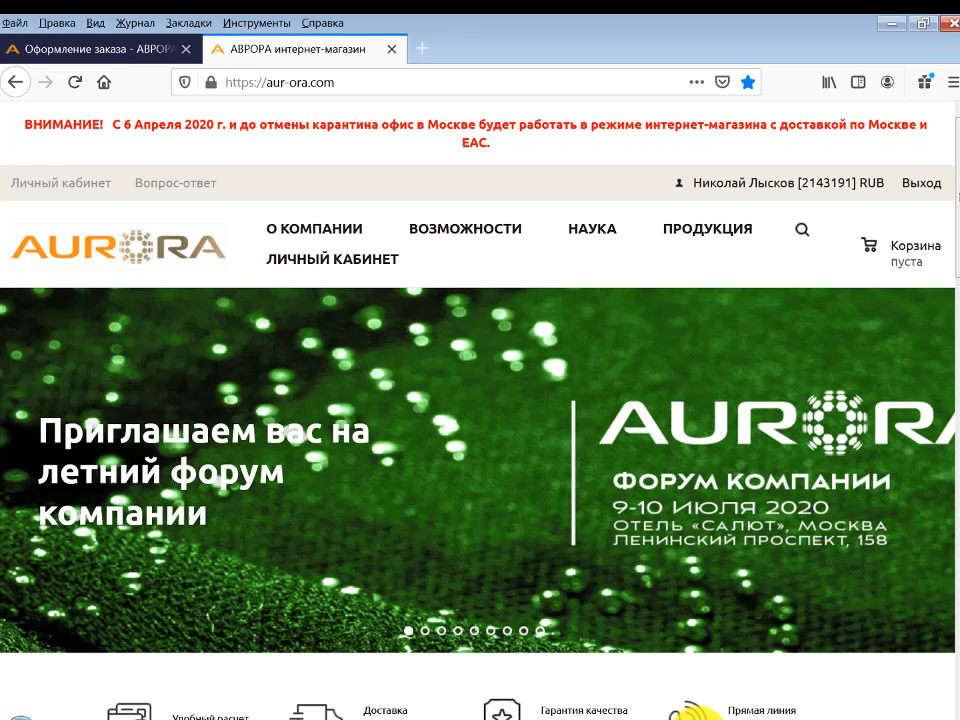 Файл Правка Вид Журнал Закладки Инструменты Справка
Оформление заказа - АВРОРА
АВРОРА интернет-магазин
https://aur-ora.com
ВНИМАНИЕ! С 6 Апреля 2020 г. и до отмены карантина офис в Москве будет работать в режиме интернет-магазина с доставкой по Москве и
ЕАС.
Личный кабинет Вопрос-ответ
Николай Лысков [2143191] RUB Выход
AURORA
О КОМПАНИИ ВОЗМОЖНОСТИ НАУКА ПРОДУКЦИЯ
ЛИЧНЫЙ КАБИНЕТ
Корзина
пуста
Приглашаем вас на
летний форум
компании
AURORA
ФОРУМ КОМПАНИИ
9-10 ИЮЛЯ 2020
ОТЕЛЬ «САЛЮТ», МОСКВА
ЛЕНИНСКИЙ ПРОСПЕКТ, 158
Удобный расчет
Доставка
Гарантия качества
Прямая линия